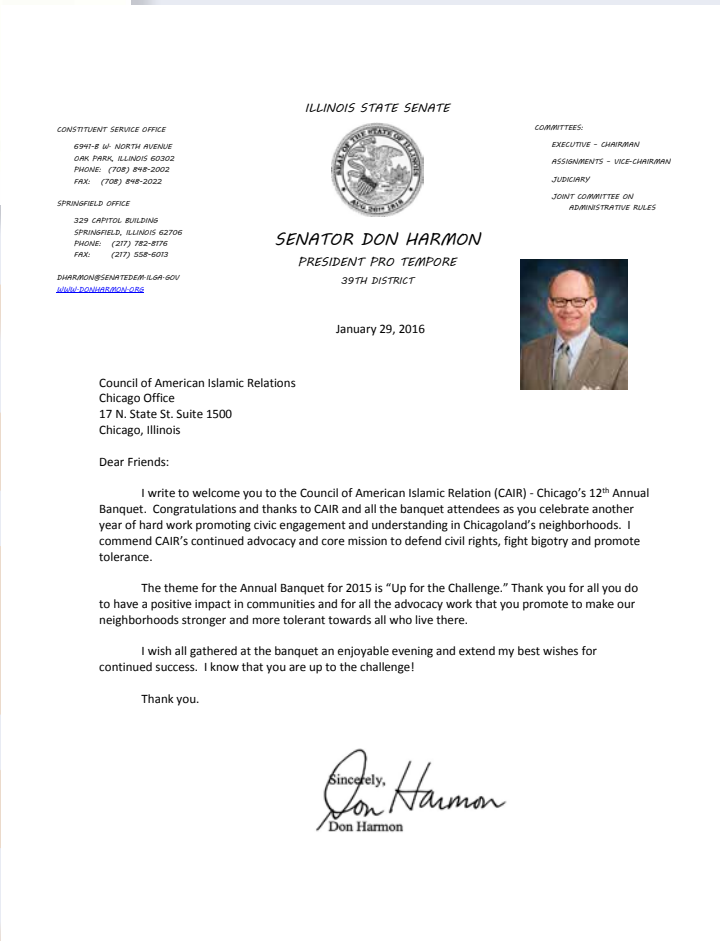 ILLINOIS STATE SENATE
CONSTITUENT SERVICE OFFICE
6941-B W. NORTH AVENUE
OAK PARK, ILLINOIS 60302
PHONE: (708) 848-2002
FAX: (708) 848-2022
SPRINGFIELD OFFICE
329 CAPITOL BUILDING
SPRINGFIELD, ILLINOIS 62706
PHONE: (217) 782-8176
FAX: (217) 558-6013
DHARMON@SENATEDEM.ILGA.GOV
WWW.DONHARMON.ORG
SEAL OF THE STATE OF ILLINOIS
AUG. 26TH 1818
SENATOR DON HARMON
PRESIDENT PRO TEMPORE
39TH DISTRICT
COMMITTEES:
EXECUTIVE – CHAIRMAN
ASSIGNMENTS – VICE-CHAIRMAN
JUDICIARY
JOINT COMMITTEE ON
ADMINISTRATIVE RULES
January 29, 2016
Council of American Islamic Relations
Chicago Office
17 N. State St. Suite 1500
Chicago, Illinois
Dear Friends:
I write to welcome you to the Council of American Islamic Relation (CAIR) - Chicago’s 12th Annual
Banquet. Congratulations and thanks to CAIR and all the banquet attendees as you celebrate another
year of hard work promoting civic engagement and understanding in Chicagoland’s neighborhoods. I
commend CAIR’s continued advocacy and core mission to defend civil rights, fight bigotry and promote
tolerance.
The theme for the Annual Banquet for 2015 is “Up for the Challenge.” Thank you for all you do
to have a positive impact in communities and for all the advocacy work that you promote to make our
neighborhoods stronger and more tolerant towards all who live there.
I wish all gathered at the banquet an enjoyable evening and extend my best wishes for
continued success. I know that you are up to the challenge!
Thank you.
Sincerely,
Don Harmon
Don Harmon